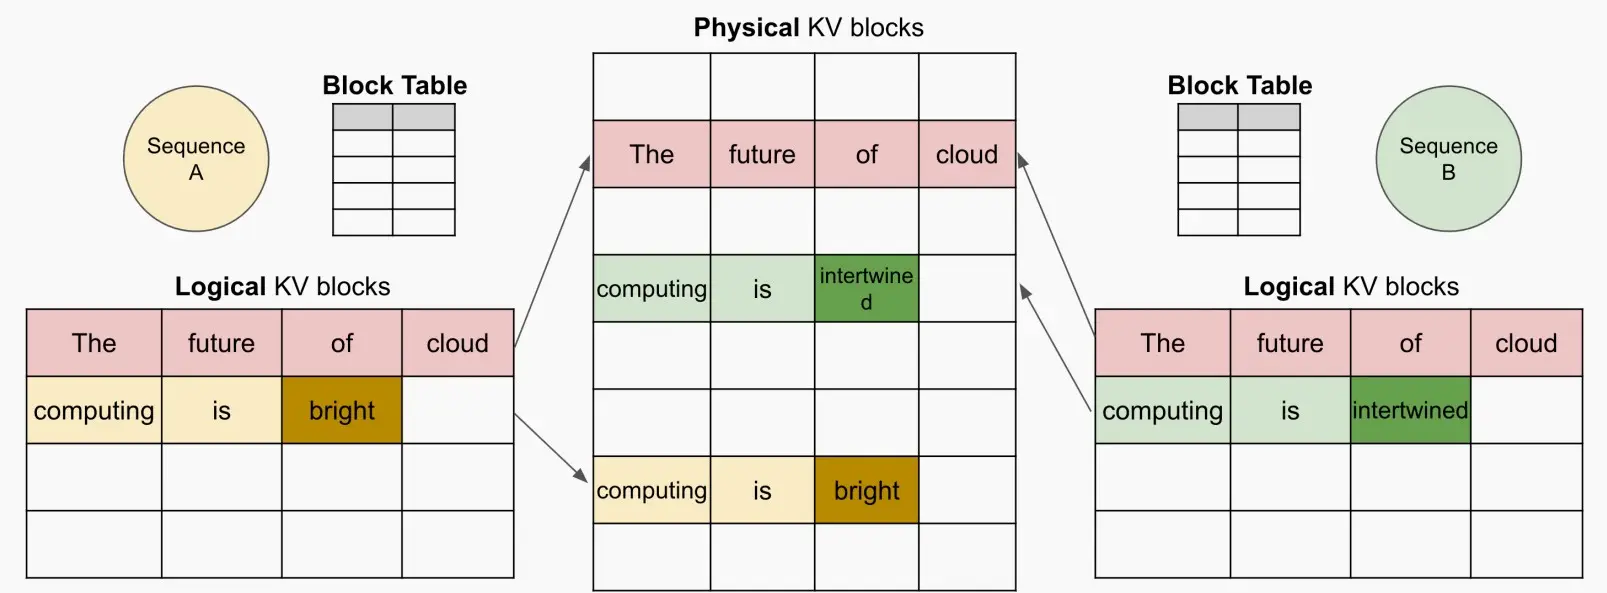 Physical KV blocks
Block Table
Block Table
Sequence
A
Sequence
B
The future of cloud
computing is intertwine
d
computing is bright
Logical KV blocks
The future of cloud
computing is bright
Logical KV blocks
The future of cloud
computing is intertwined